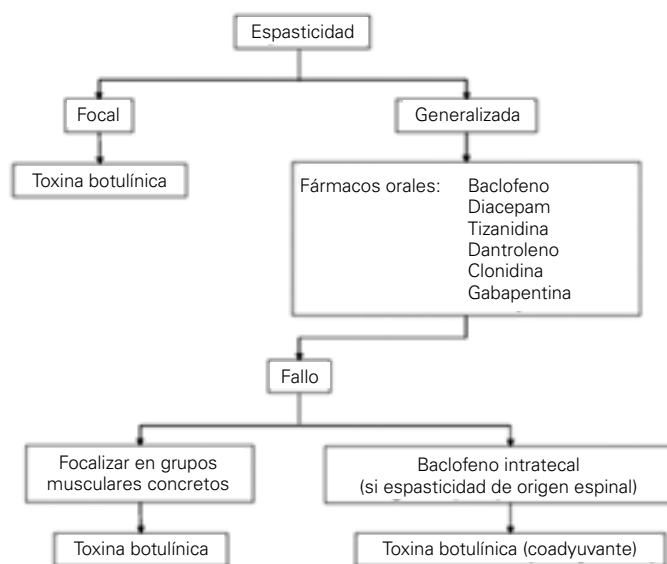 Espasticidad
Focal
Generalizada
Toxina botulínica
Fármacos orales: Baclofeno
Diacepam
Tizanidina
Dantroleno
Clonidina
Gabapentina
Fallo
Focalizar en grupos
musculares concretos
Baclofeno intratecal
(si espasticidad de origen espinal)
Toxina botulínica
Toxina botulínica (coadyuvante)